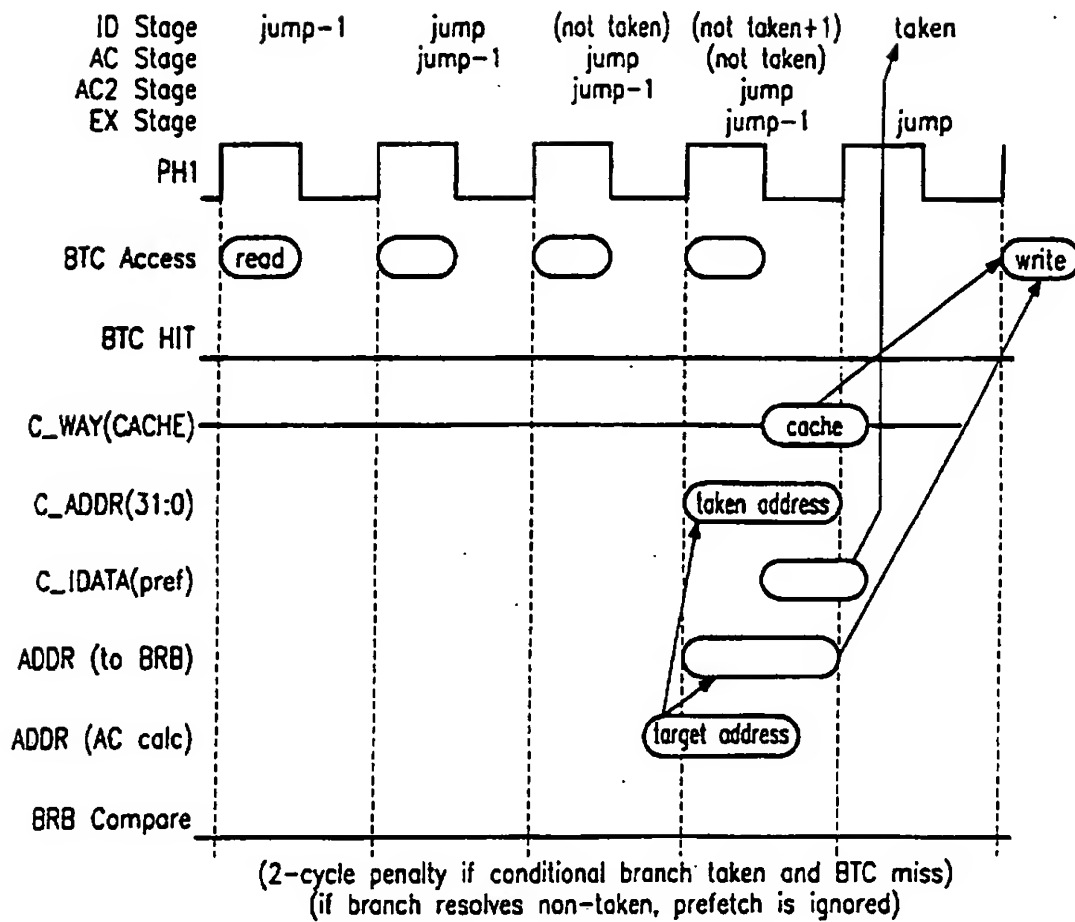 ID Stage jump-1 jump (not taken) (not taken+1) taken
AC Stage jump-1 jump (not taken)
AC2 Stage jump-1 jump
EX Stage jump-1 jump
PH1
BTC Access read write
BTC HIT
C_WAY(CACHE) cache
C_ADDR(31:0) taken address
C_IDATA(pref)
ADDR (to BRB)
ADDR (AC calc) target address
BRB Compare
(2-cycle penalty if conditional branch taken and BTC miss)
(if branch resolves non-taken, prefetch is ignored)